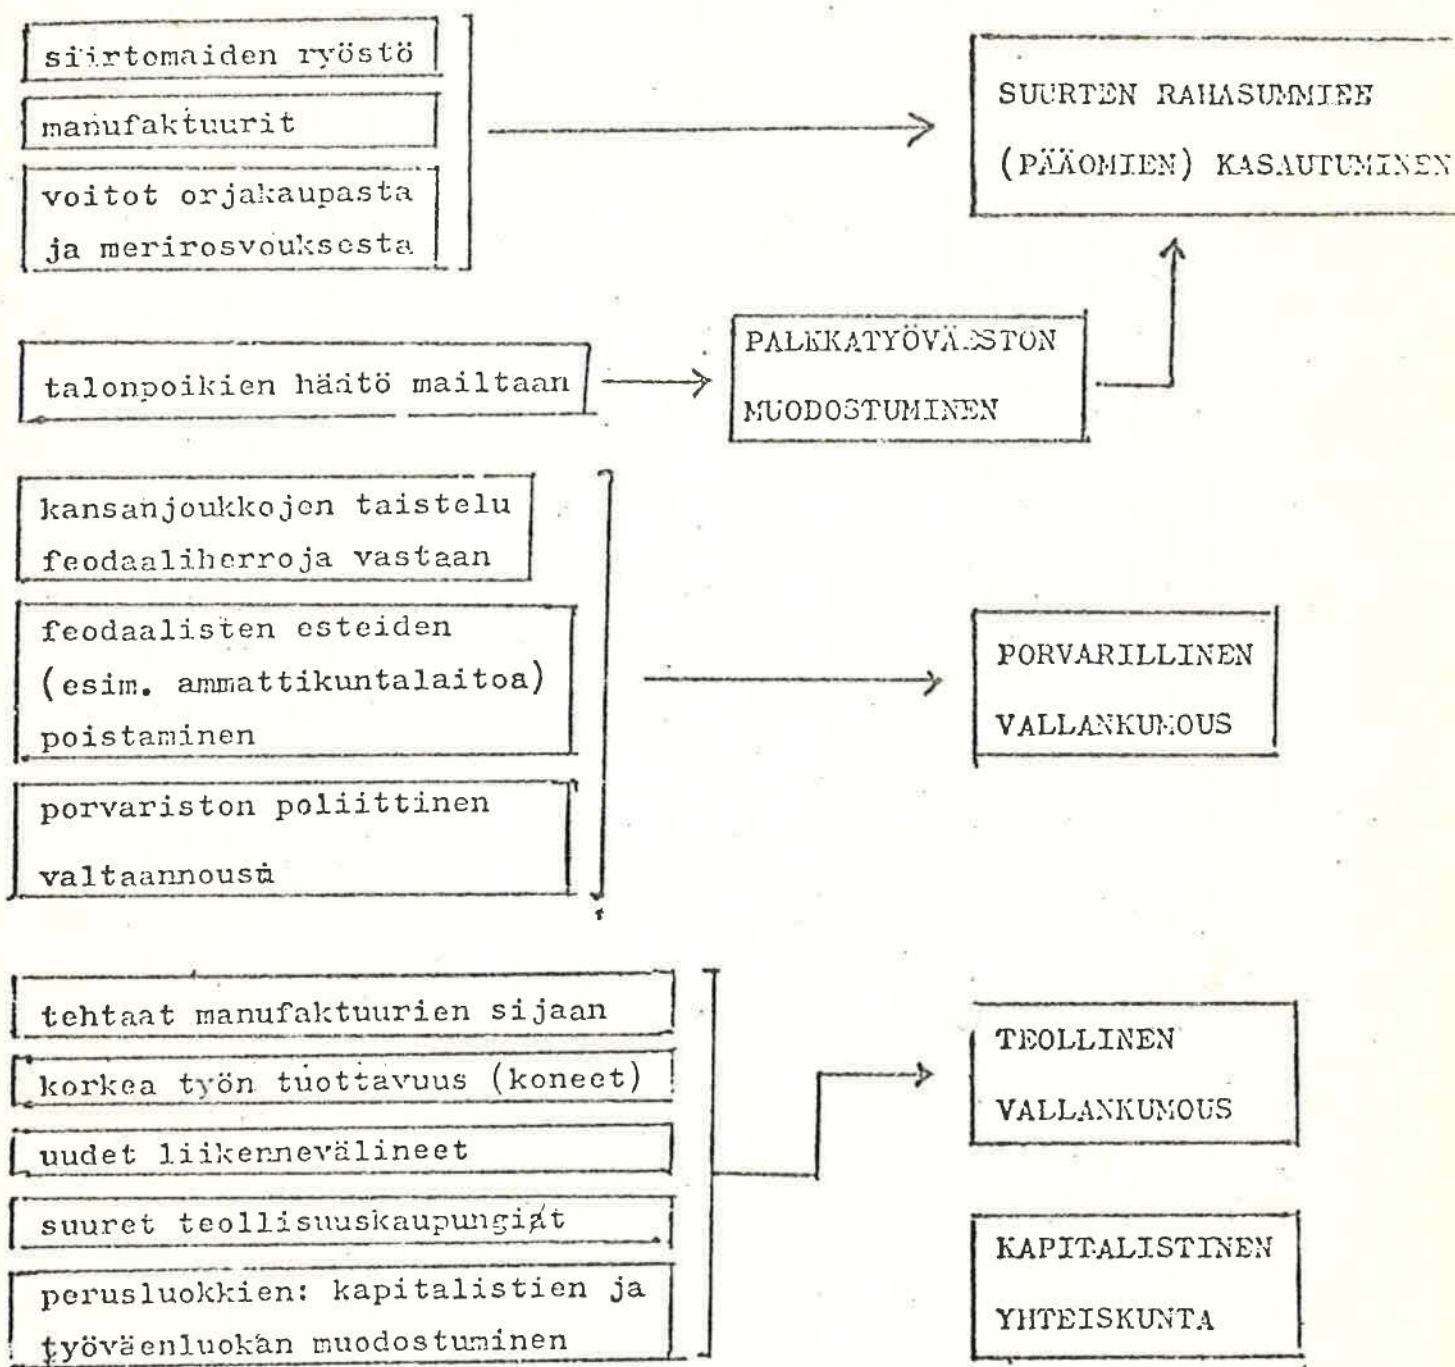 siirtomaiden ryöstö
manufaktuurit
voitot orjakaupasta
ja merirosvouksesta
SUURTEN RAHASUMMIEN
(PÄÄOMIEN) KASAUTUMINEN
talonpoikien häätö mailtaan
PALKKATYÖVÄESTÖN
MUODOSTUMINEN
kansanjoukkojen taistelu
feodaaliherroja vastaan
feodaalisten esteiden
(esim. ammattikuntalaitoa)
poistaminen
porvariston poliittinen
valtaannousu
PORVARILLINEN
VALLANKUMOUS
tehtaat manufaktuurien sijaan
korkea työn tuottavuus (koneet)
uudet liikennevälineet
suuret teollisuuskaupungit
perusluokkien: kapitalistien ja
työväenluokan muodostuminen
TEOLLINEN
VALLANKUMOUS
KAPITALISTINEN
YHTEISKUNTA